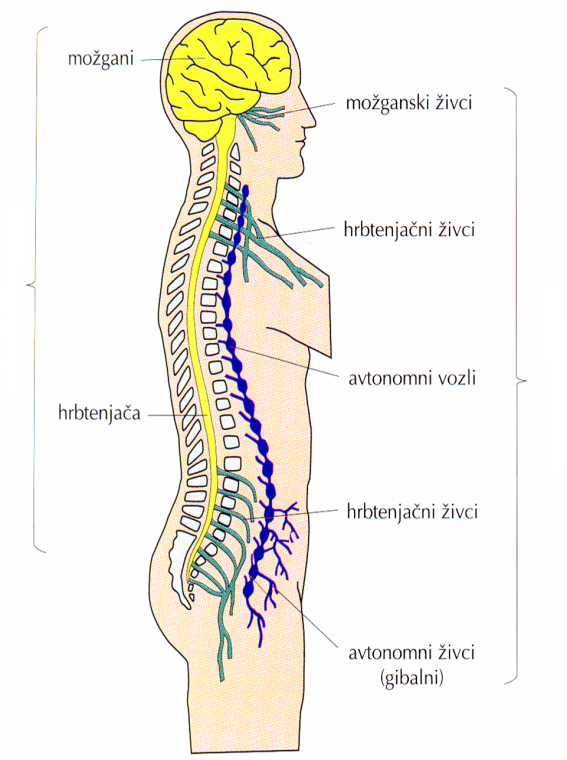 možgani
možganski živci
hrbtenjačni živci
avtonomni vozli
hrbtenjača
hrbtenjačni živci
avtonomni živci
(gibalni)